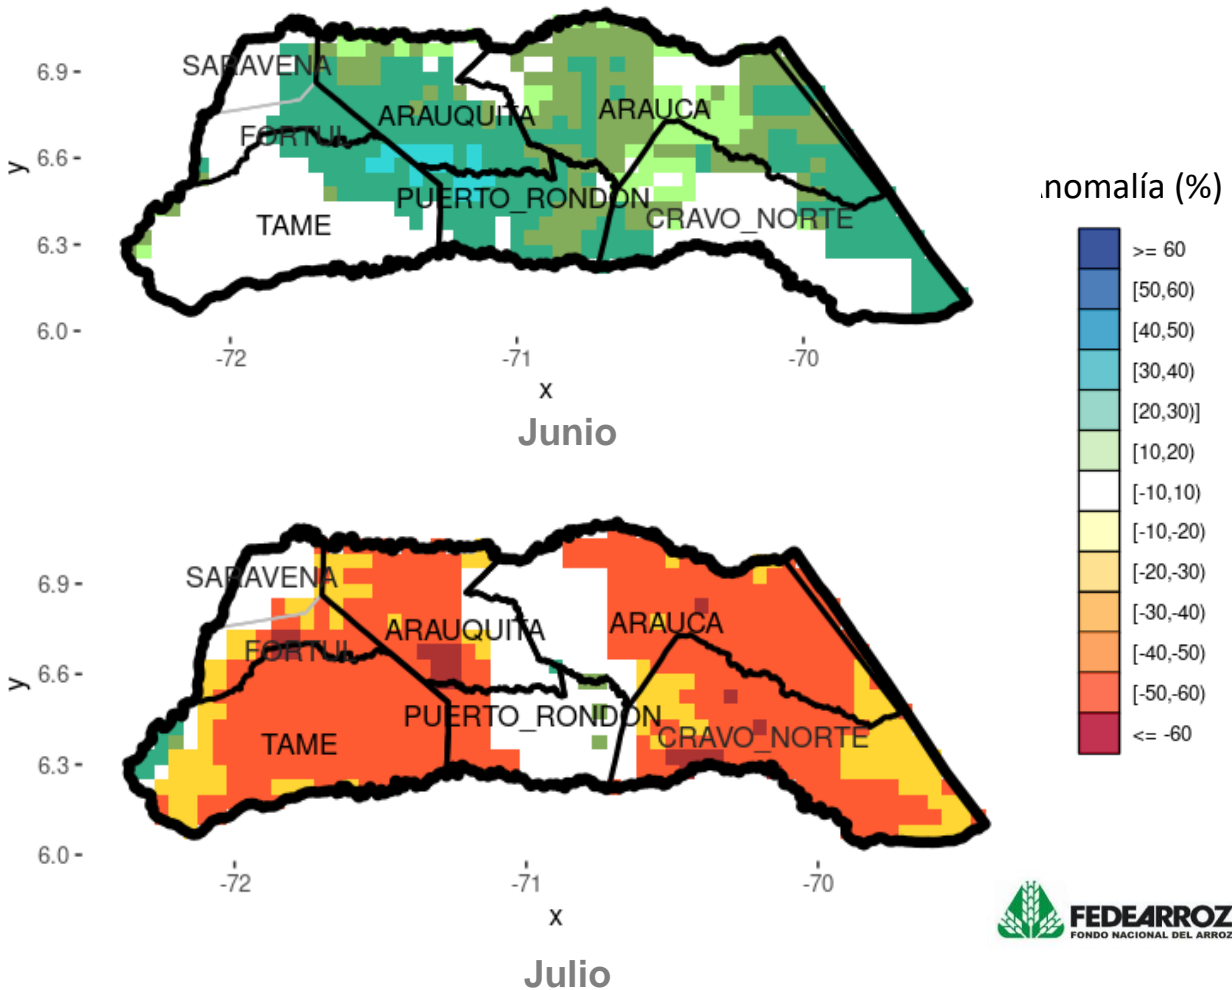 y
6.9
6.6
6.3
6.0
SARAVENA
FORTUL
ARAUQUITA
ARAUCA
TAME
PUERTO_RONDÓN
CRAVO_NORTE
-72
-71
-70
x
Junio
nomalía (%)
>= 60
[50,60)
[40,50)
[30,40)
[20,30)]
[10,20)
[-10,10)
[-10,-20)
[-20,-30)
[-30,-40)
[-40,-50)
[-50,-60)
<= -60
y
6.9
6.6
6.3
6.0
SARAVENA
FORTUL
ARAUQUITA
ARAUCA
TAME
PUERTO_RONDÓN
CRAVO_NORTE
-72
-71
-70
x
Julio
FEDEARROZ
FONDO NACIONAL DEL ARROZ